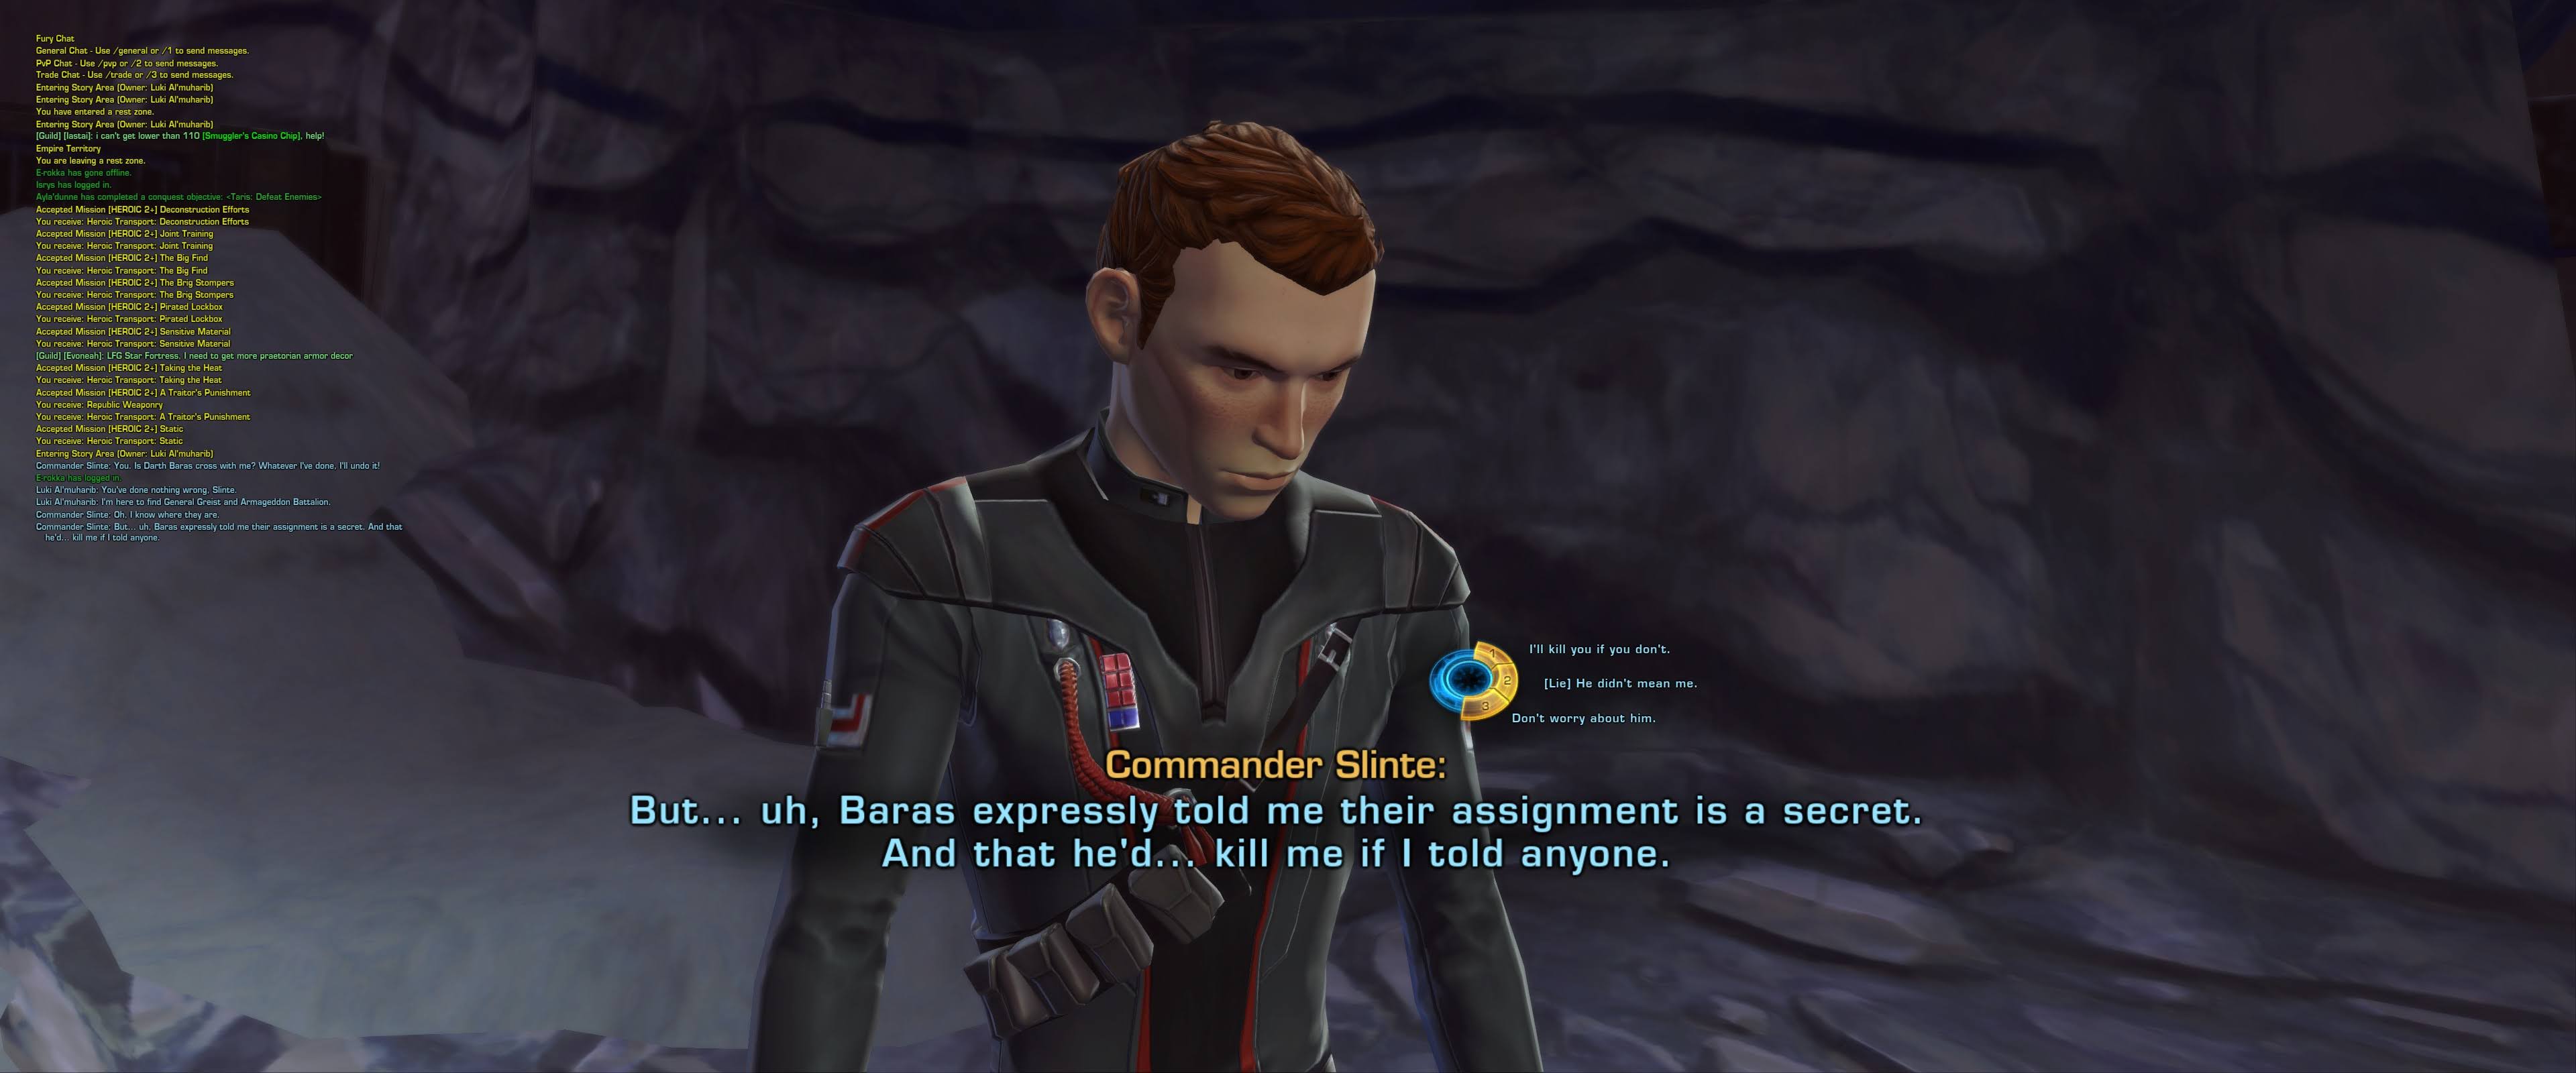 Fury Chat
General Chat - Use /general or /1 to send messages.
PvP Chat - Use /pvp or /2 to send messages.
Trade Chat - Use /trade or /3 to send messages.
Entering Story Area (Owner: Luki Al'muharib)
Entering Story Area (Owner: Luki Al'muharib)
You have entered a rest zone.
Entering Story Area (Owner: Luki Al'muharib)
[Guild] [Iastai]: i can't get lower than 110 [Smuggler's Casino Chip], help!
Empire Territory
You are leaving a rest zone.
E-rokka has gone offline.
Isrys has logged in.
Ayla'dunne has completed a conquest objective: <Taris: Defeat Enemies>
Accepted Mission [HEROIC 2+] Deconstruction Efforts
You receive: Heroic Transport: Deconstruction Efforts
Accepted Mission [HEROIC 2+] Joint Training
You receive: Heroic Transport: Joint Training
Accepted Mission [HEROIC 2+] The Big Find
You receive: Heroic Transport: The Big Find
Accepted Mission [HEROIC 2+] The Brig Stompers
You receive: Heroic Transport: The Brig Stompers
Accepted Mission [HEROIC 2+] Pirated Lockbox
You receive: Heroic Transport: Pirated Lockbox
Accepted Mission [HEROIC 2+] Sensitive Material
You receive: Heroic Transport: Sensitive Material
[Guild] [Evoneah]: LFG Star Fortress. I need to get more praetorian armor decor
Accepted Mission [HEROIC 2+] Taking the Heat
You receive: Heroic Transport: Taking the Heat
Accepted Mission [HEROIC 2+] A Traitor's Punishment
You receive: Republic Weaponry
You receive: Heroic Transport: A Traitor's Punishment
Accepted Mission [HEROIC 2+] Static
You receive: Heroic Transport: Static
Entering Story Area (Owner: Luki Al'muharib)
Commander Slinte: You. Is Darth Baras cross with me? Whatever I've done, I'll undo it!
E-rokka has logged in.
Luki Al'muharib: You've done nothing wrong, Slinte.
Luki Al'muharib: I'm here to find General Greist and Armageddon Battalion.
Commander Slinte: Oh. I know where they are.
Commander Slinte: But... uh, Baras expressly told me their assignment is a secret. And that
he'd... kill me if I told anyone.
1
I'll kill you if you don't.
2
[Lie] He didn't mean me.
3
Don't worry about him.
Commander Slinte:
But... uh, Baras expressly told me their assignment is a secret.
And that he'd... kill me if I told anyone.